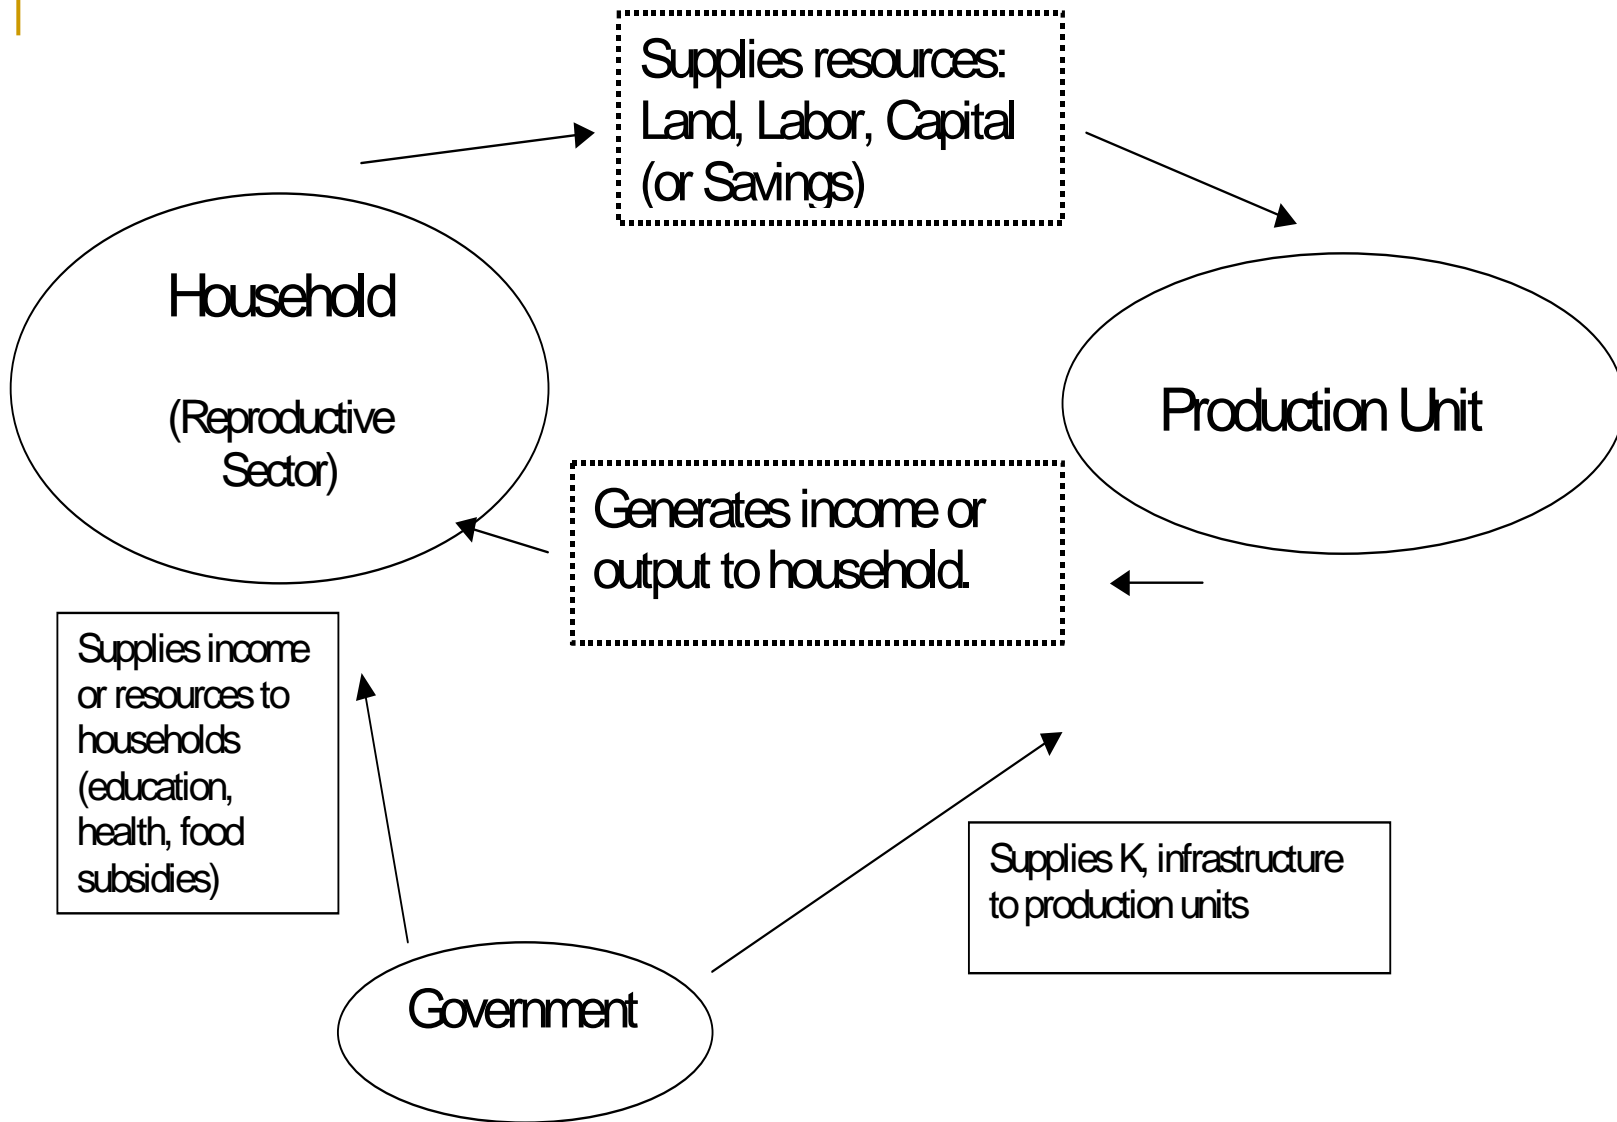 Supplies resources:
Land, Labor, Capital
(or Savings)
Household
(Reproductive
Sector)
Production Unit
Generates income or
output to household.
Supplies income
or resources to
households
(education,
health, food
subsidies)
Supplies K, infrastructure
to production units
Government